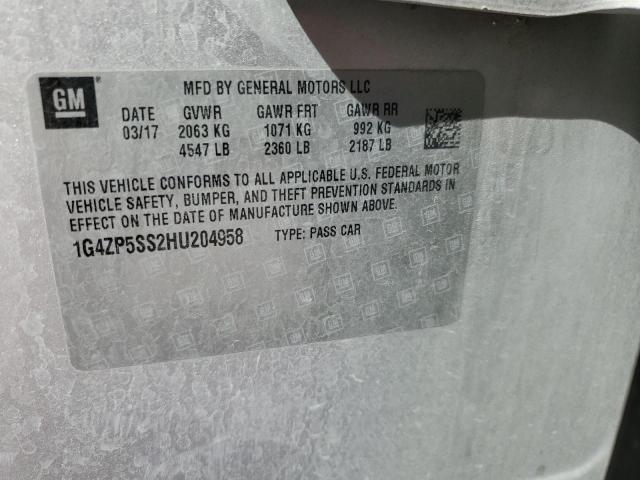 GM
MFD BY GENERAL MOTORS LLC
DATE GVWR GAWR FRT GAWR RR
03/17 2063 KG 1071 KG 992 KG
4547 LB 2360 LB 2187 LB
THIS VEHICLE CONFORMS TO ALL APPLICABLE U.S. FEDERAL MOTOR
VEHICLE SAFETY, BUMPER, AND THEFT PREVENTION STANDARDS IN
EFFECT ON THE DATE OF MANUFACTURE SHOWN ABOVE.
1G4ZP5SS2HU204958 TYPE: PASS CAR